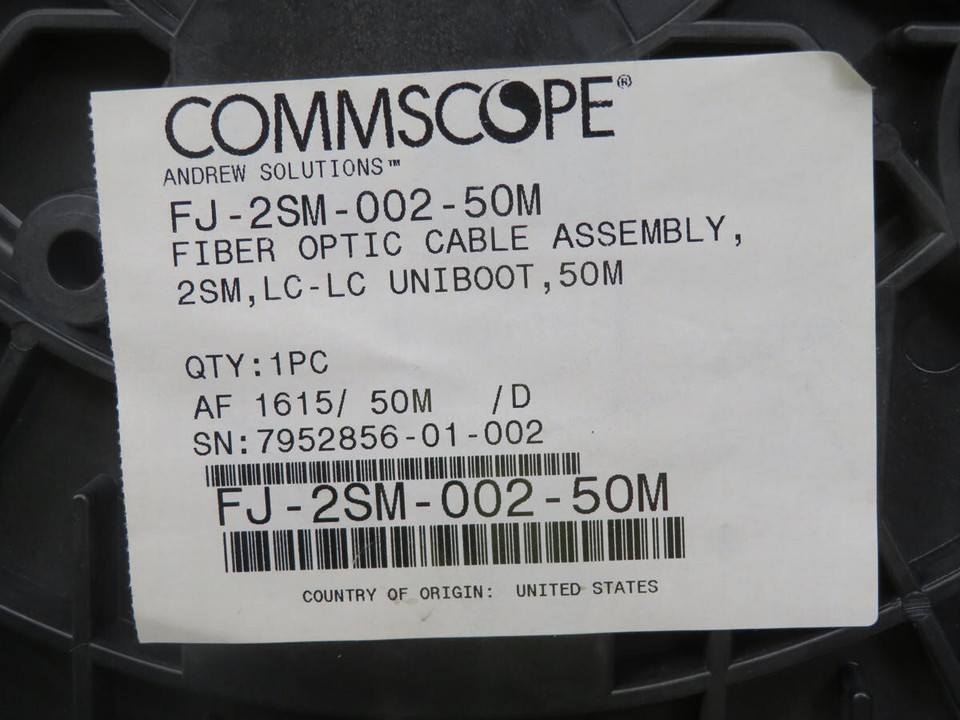 COMMSCOPE®
ANDREW SOLUTIONS™
FJ-2SM-002-50M
FIBER OPTIC CABLE ASSEMBLY,
2SM,LC-LC UNIBOOT,50M
QTY:1PC
AF 1615/ 50M /D
SN:7952856-01-002
FJ-2SM-002-50M
COUNTRY OF ORIGIN: UNITED STATES